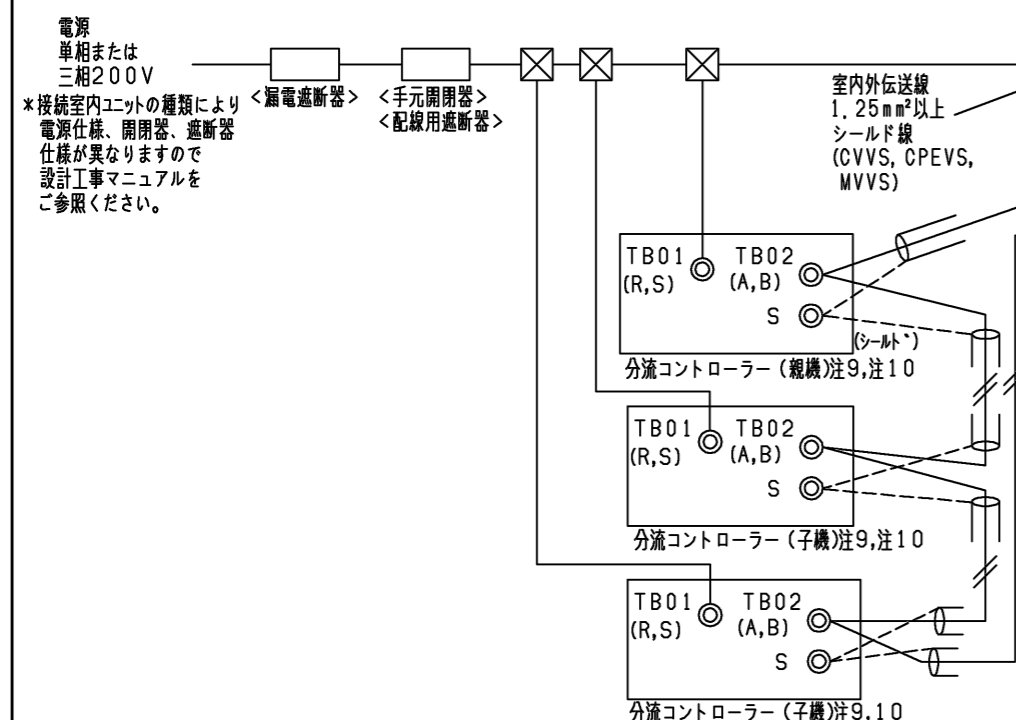 電源
単相または
三相200V
*接続室内ユニットの種類により
電源仕様、開閉器、遮断器
仕様が異なりますので
設計工事マニュアルを
ご参照ください。
<漏電遮断器>
<手元開閉器>
<配線用遮断器>
室内外伝送線
1.25mm²以上
シールド線
(CVVS, CPEVS,
MVVS)
TB01
(R,S)
TB02
(A,B)
S
(シールド)
分流コントローラー(親機)注9,注10
TB01
(R,S)
TB02
(A,B)
S
分流コントローラー(子機)注9,注10
TB01
(R,S)
TB02
(A,B)
S
分流コントローラー(子機)注9,10